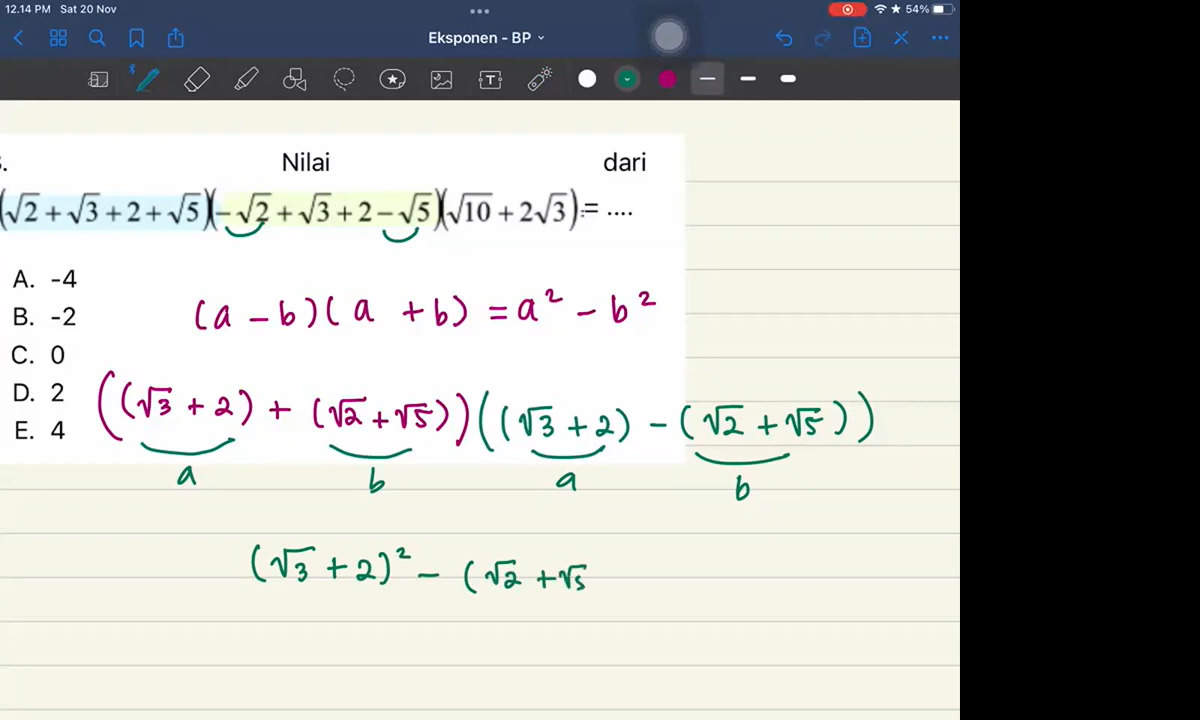 12.14 PM Sat 20 Nov 54%
Eksponen - BP
Nilai dari
(√2 + √3 + 2 + √5)(-√2 + √3 + 2 - √5)(√10 + 2√3) = ....
A. -4
B. -2
C. 0
D. 2
E. 4
(a - b)(a + b) = a² - b²
((√3 + 2) + (√2 + √5))((√3 + 2) - (√2 + √5))
a b a b
(√3 + 2)² - (√2 + √5